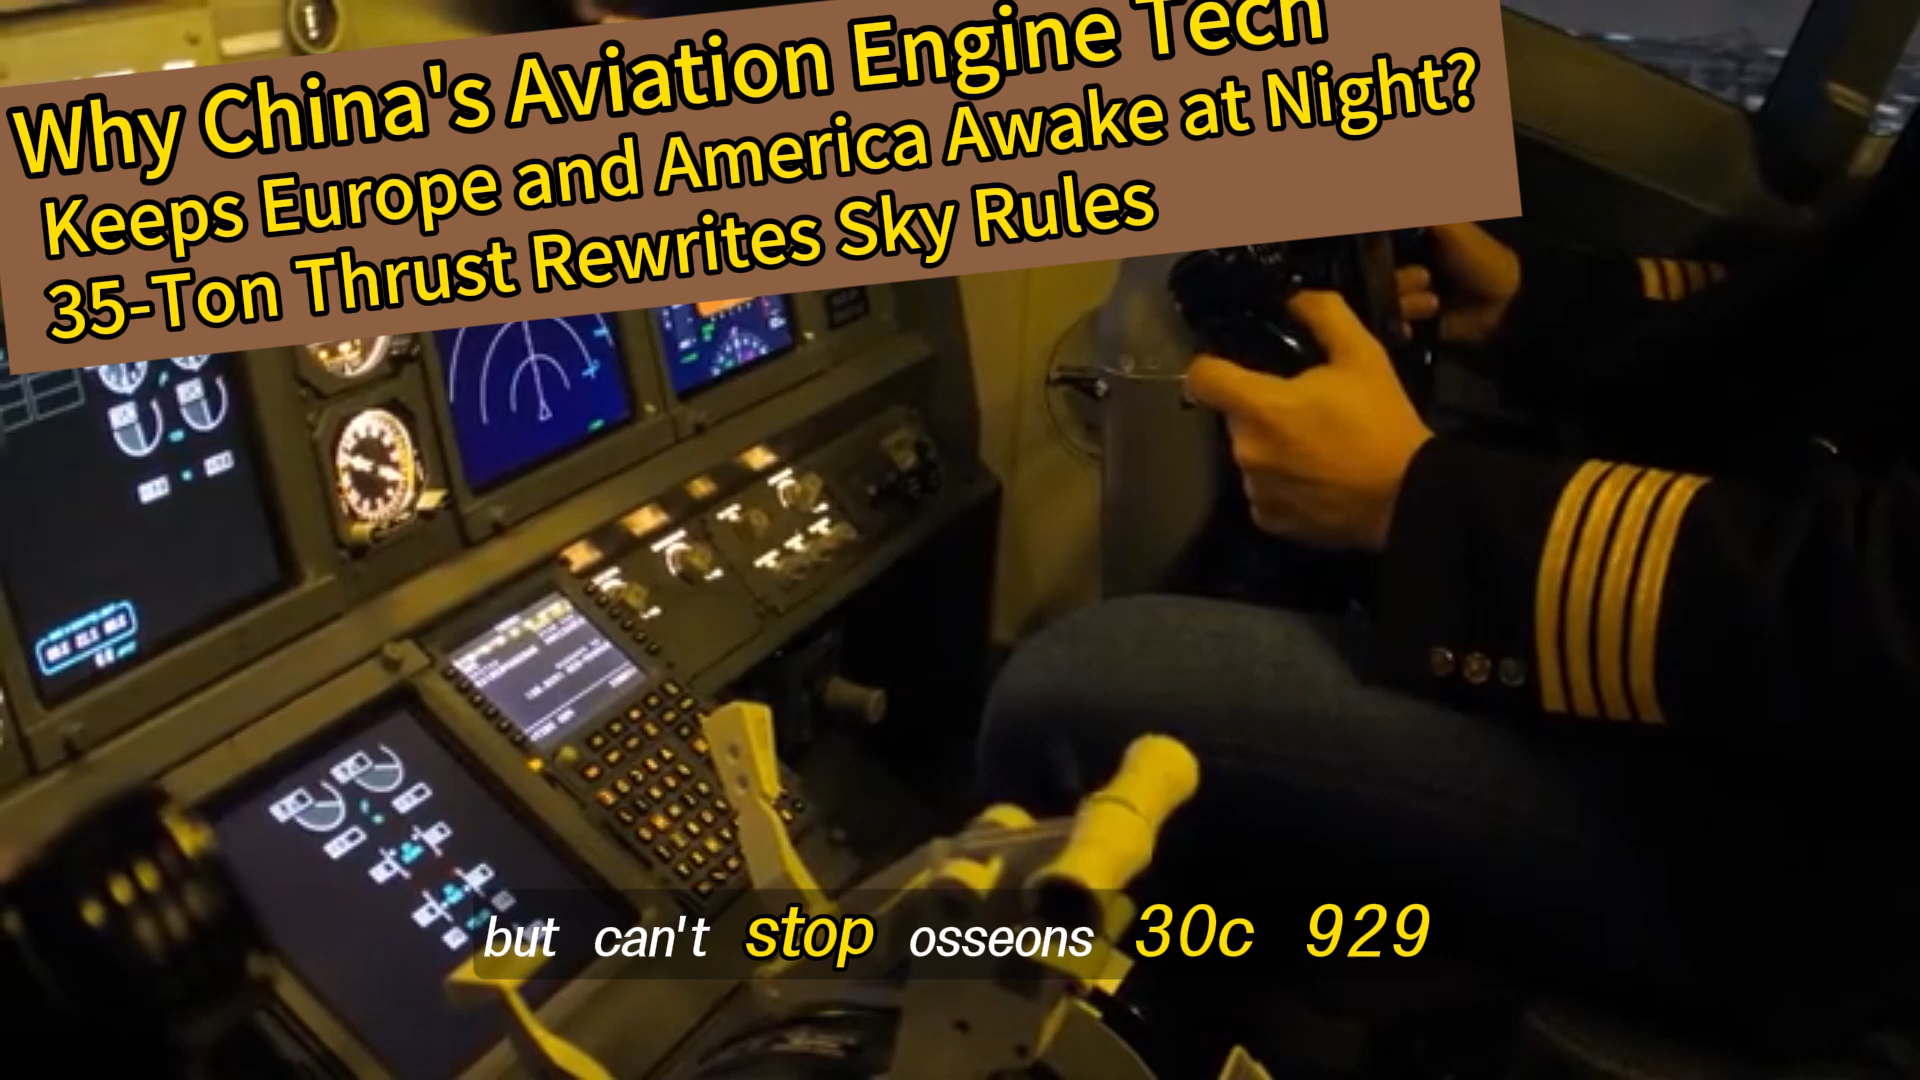 Why China's Aviation Engine Tech
Keeps Europe and America Awake at Night?
35-Ton Thrust Rewrites Sky Rules
but can't stop osseons 30c 929